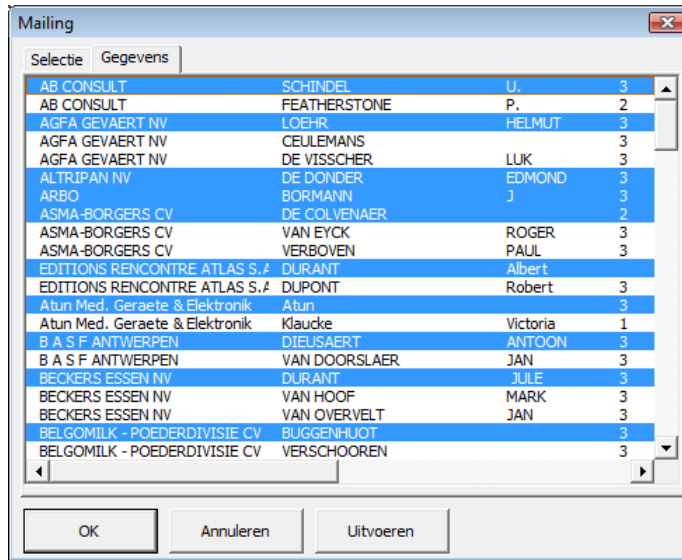 Mailing
Selectie Gegevens
AB CONSULT SCHINDEL U. 3
AB CONSULT FEATHERSTONE P. 2
AGFA GEVAERT NV LOEHR HELMUT 3
AGFA GEVAERT NV CEULEMANS 3
AGFA GEVAERT NV DE VISSCHER LUK 3
ALTRIPAN NV DE DONDER EDMOND 3
ARBO BORMANN J 3
ASMA-BORGERS CV DE COLVENAER 2
ASMA-BORGERS CV VAN EYCK ROGER 3
ASMA-BORGERS CV VERBOVEN PAUL 3
EDITIONS RENCONTRE ATLAS S.A DURANT Albert
EDITIONS RENCONTRE ATLAS S.A DUPONT Robert 3
Atun Med. Geraete & Elektronik Atun 3
Atun Med. Geraete & Elektronik Klaucke Victoria 1
B A S F ANTWERPEN DIEUSAERT ANTOON 3
B A S F ANTWERPEN VAN DOORSLAER JAN 3
BECKERS ESSEN NV DURANT JULE 3
BECKERS ESSEN NV VAN HOOF MARK 3
BECKERS ESSEN NV VAN OVERVELT JAN 3
BELGOMILK - POEDERDIVISIE CV BUGGENHUOT 3
BELGOMILK - POEDERDIVISIE CV VERSCHOOREN 3
OK Annuleren Uitvoeren